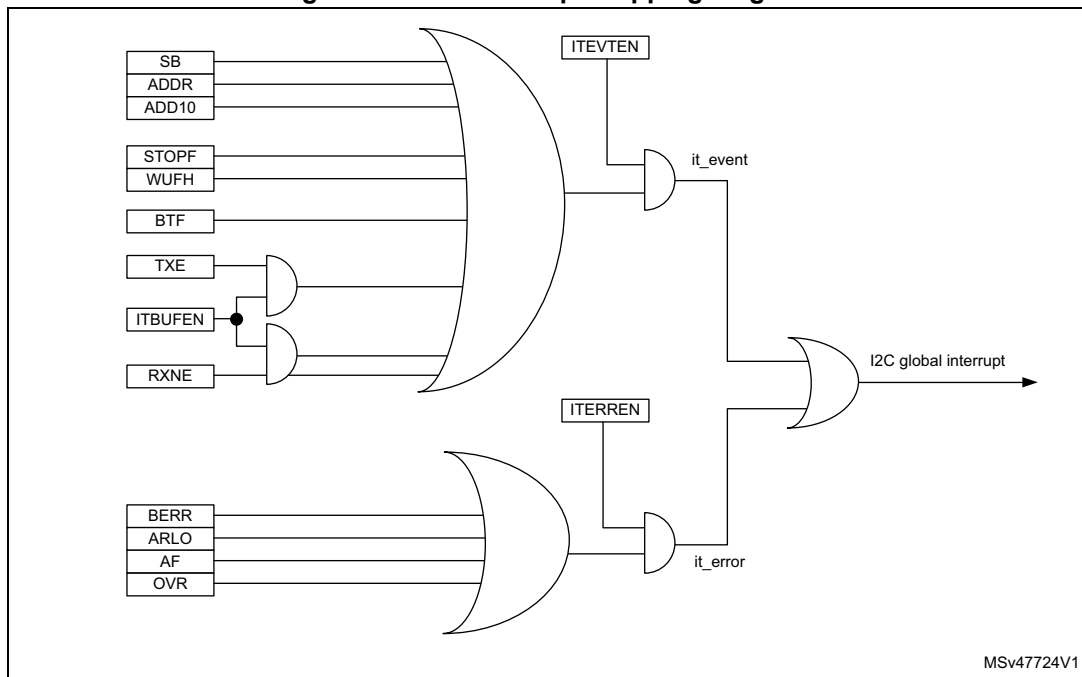 ITEVTEN
SB
ADDR
ADD10
STOPF
WUFH
BTF
TXE
ITBUFEN
RXNE
it_event
I2C global interrupt
ITERREN
BERR
ARLO
AF
OVR
it_error
MSv47724V1